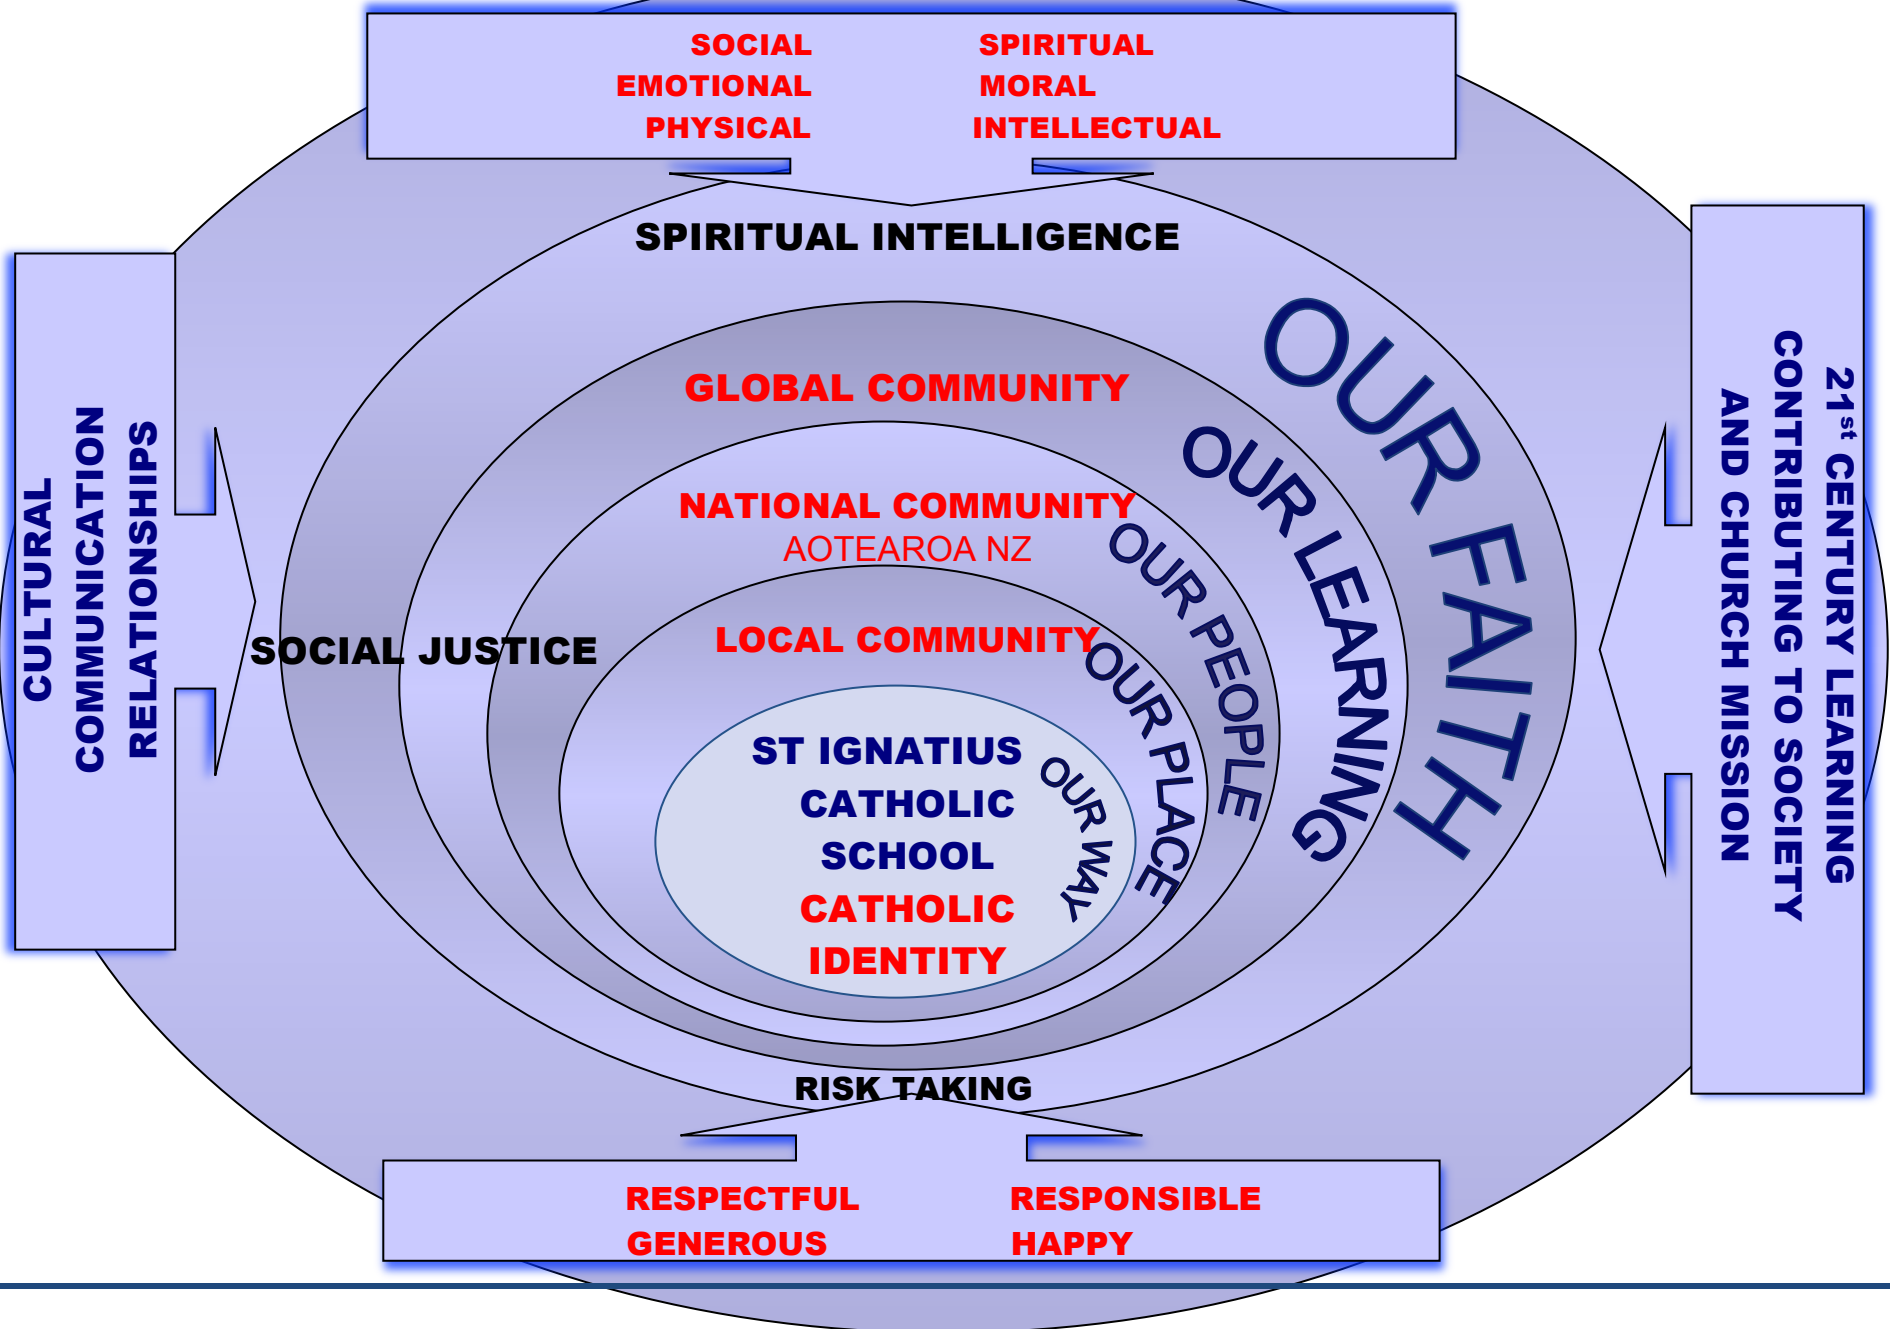 SOCIAL SPIRITUAL
EMOTIONAL MORAL
PHYSICAL INTELLECTUAL
SPIRITUAL INTELLIGENCE
CULTURAL
COMMUNICATION
RELATIONSHIPS
SOCIAL JUSTICE
GLOBAL COMMUNITY
NATIONAL COMMUNITY
AOTEAROA NZ
LOCAL COMMUNITY
ST IGNATIUS
CATHOLIC
SCHOOL
CATHOLIC
IDENTITY
OUR WAY
OUR PLACE
OUR PEOPLE
OUR LEARNING
OUR FAITH
21st CENTURY LEARNING
CONTRIBUTING TO SOCIETY
AND CHURCH MISSION
RISK TAKING
RESPECTFUL RESPONSIBLE
GENEROUS HAPPY